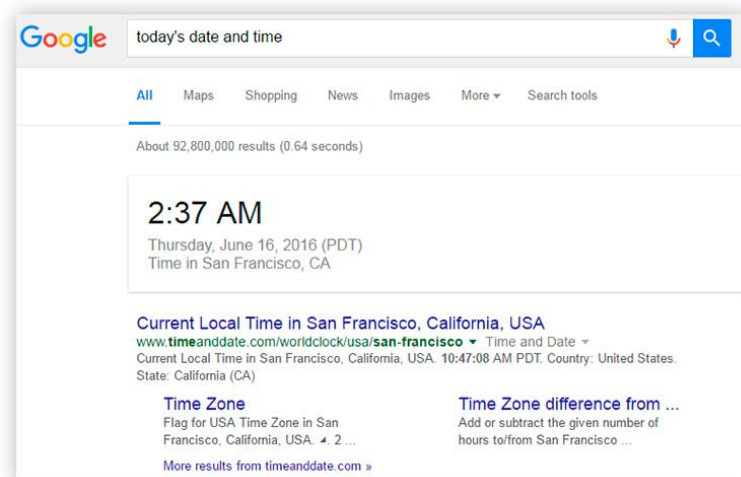 Google today's date and time
All Maps Shopping News Images More Search tools
About 92,800,000 results (0.64 seconds)
2:37 AM
Thursday, June 16, 2016 (PDT)
Time in San Francisco, CA
Current Local Time in San Francisco, California, USA
www.timeanddate.com/worldclock/usa/san-francisco Time and Date
Current Local Time in San Francisco, California, USA. 10:47:08 AM PDT. Country: United States.
State: California (CA)
Time Zone
Flag for USA Time Zone in San
Francisco, California, USA. 2 ...
Time Zone difference from ...
Add or subtract the given number of
hours to/from San Francisco ...
More results from timeanddate.com »